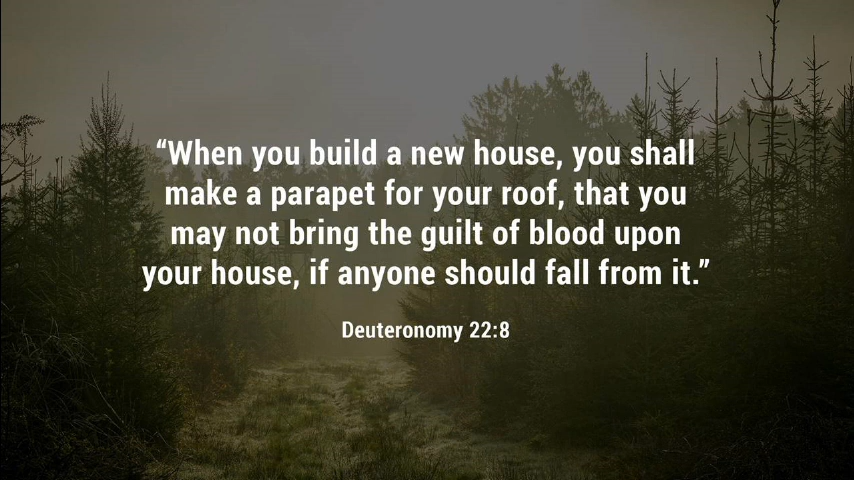 “When you build a new house, you shall
make a parapet for your roof, that you
may not bring the guilt of blood upon
your house, if anyone should fall from it.”
Deuteronomy 22:8